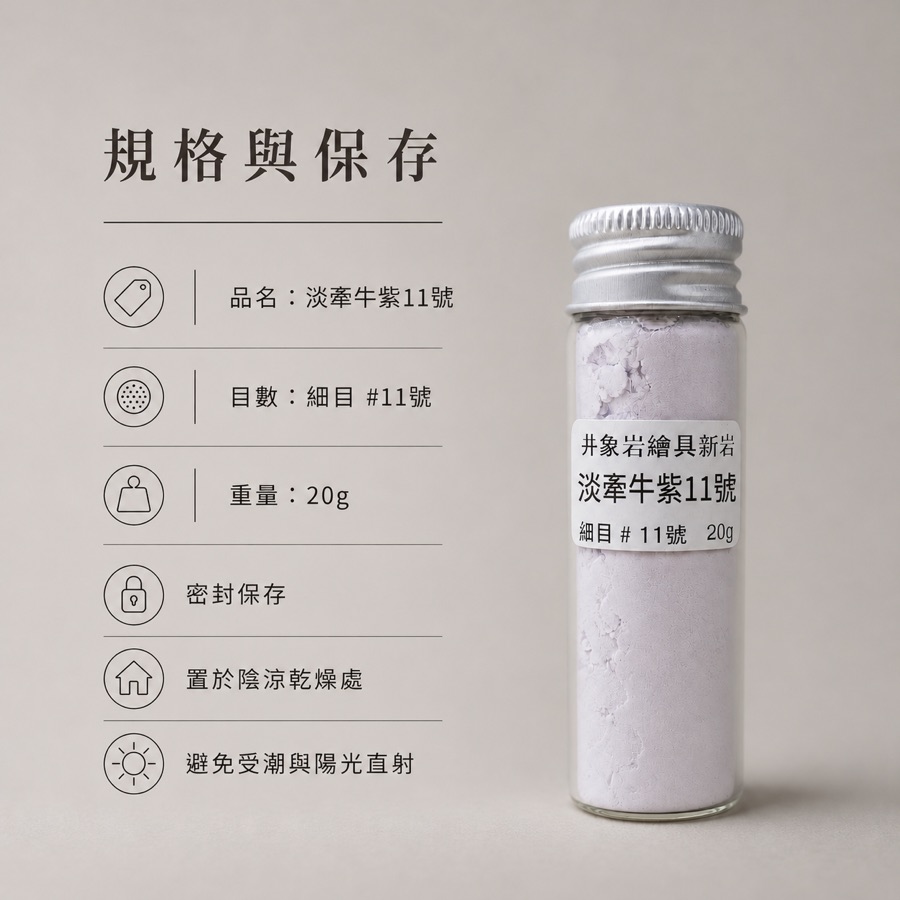 規格與保存
品名：淡牽牛紫11號
目數：細目 #11號
重量：20g
密封保存
置於陰涼乾燥處
避免受潮與陽光直射
井象岩繪具新岩
淡牽牛紫11號
細目 # 11號 20g